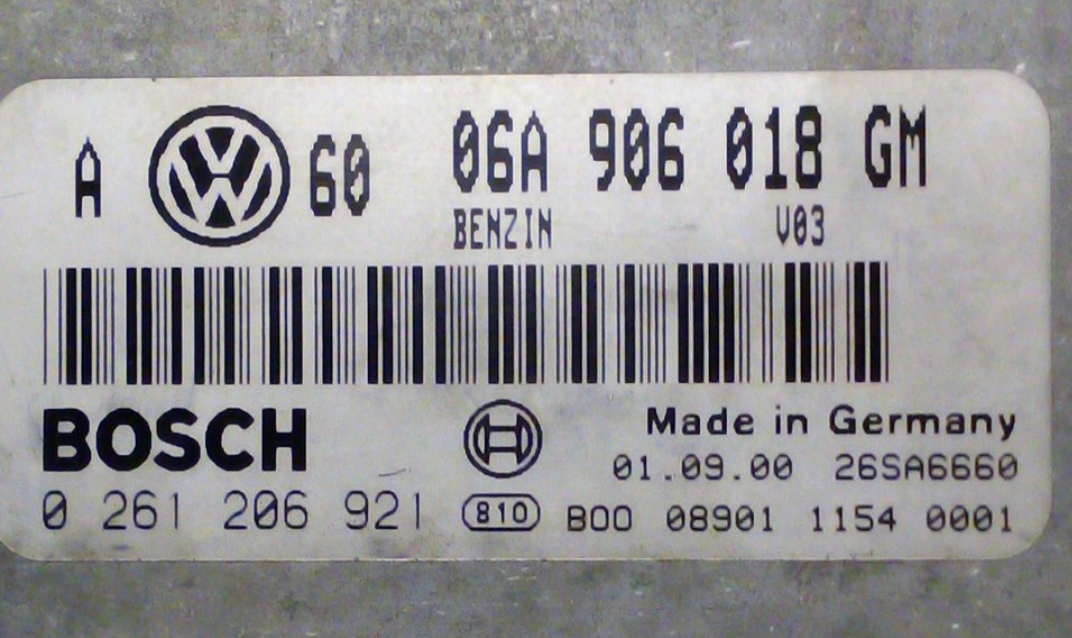 A VW 60 06A 906 018 GM
BENZIN V03
BOSCH Made in Germany
01.09.00 26SA6660
0 261 206 921 810 B00 08901 1154 0001